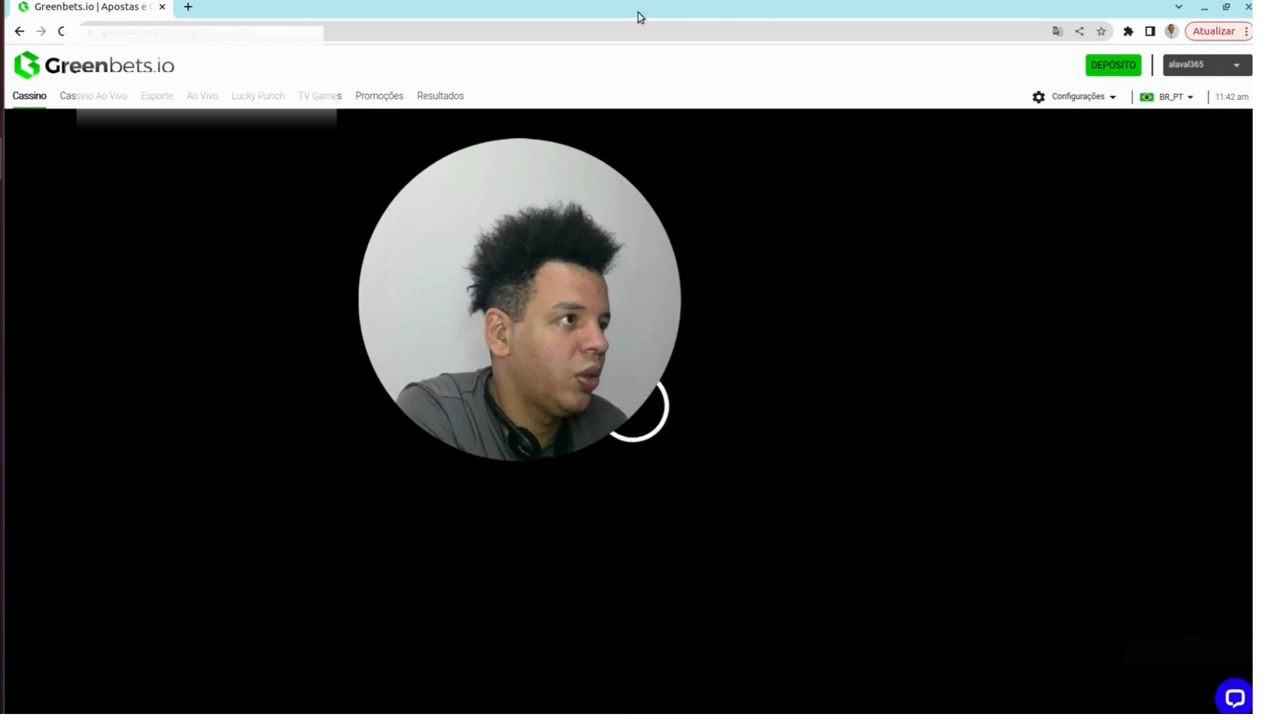 Greenbets.io | Apostas e
Atualizar
Greenbets.io
DEPÓSITO
alaval365
Cassino Cassino Ao Vivo Esporte Ao Vivo Lucky Punch TV Games Promoções Resultados
Configurações BR_PT 11:42 am